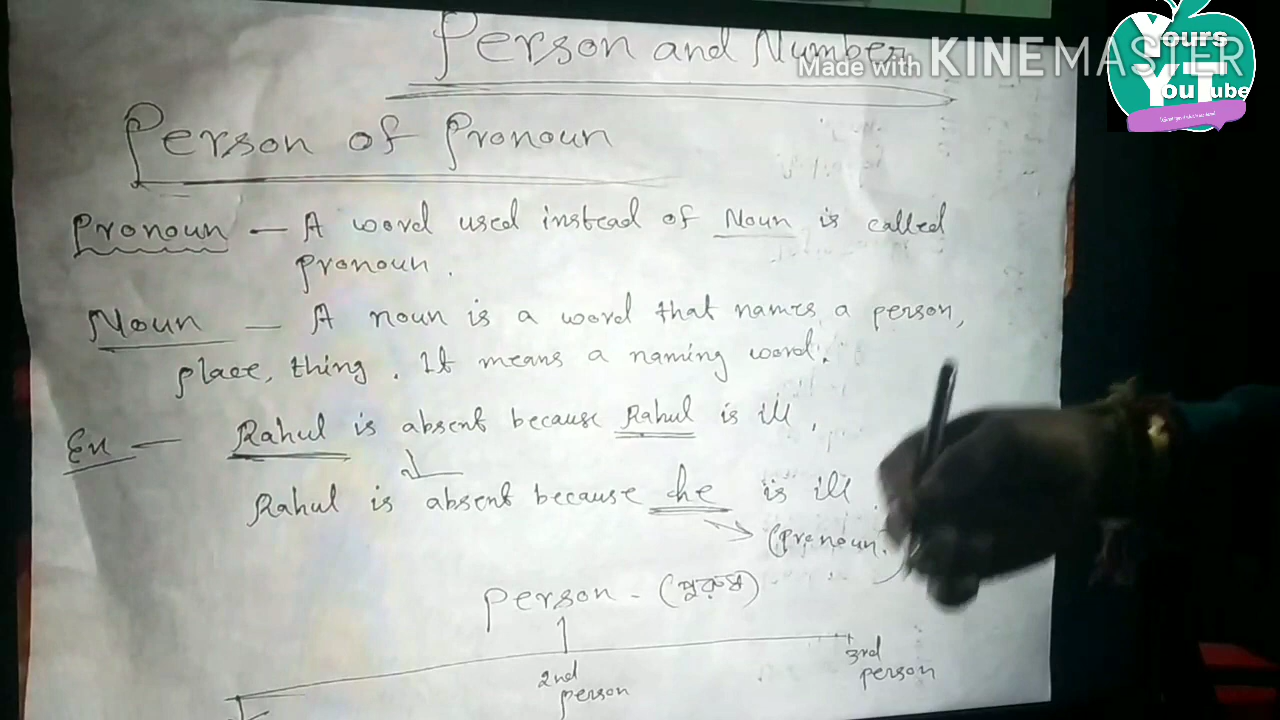 Person and Number
Made with KINEMASTER
Yours
YT
YouTube
Person of Pronoun
Pronoun — A word used instead of Noun is called
pronoun.
Noun — A noun is a word that names a person,
place, thing. It means a naming word.
Ex — Rahul is absent because Rahul is ill.
Rahul is absent because he is ill
(Pronoun.)
person - (পুরুষ)
2nd
person
3rd
person